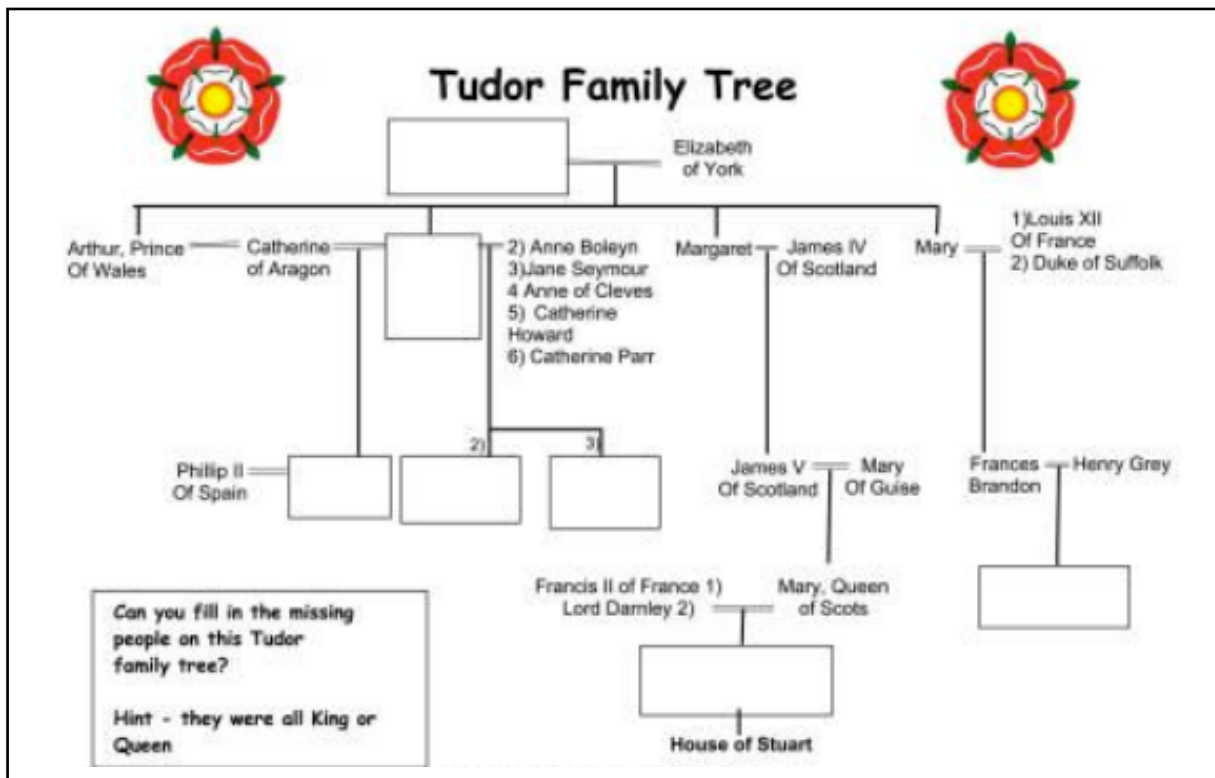 Tudor Family Tree
Elizabeth
of York
Arthur, Prince
Of Wales
Catherine
of Aragon
2) Anne Boleyn
3)Jane Seymour
4 Anne of Cleves
5) Catherine
Howard
6) Catherine Parr
Margaret
James IV
Of Scotland
Mary
1)Louis XII
Of France
2) Duke of Suffolk
2)
3)
Phillip II
Of Spain
James V
Of Scotland
Mary
Of Guise
Frances
Brandon
Henry Grey
Francis II of France 1)
Lord Darnley 2)
Mary, Queen
of Scots
Can you fill in the missing
people on this Tudor
family tree?
Hint - they were all King or
Queen
House of Stuart